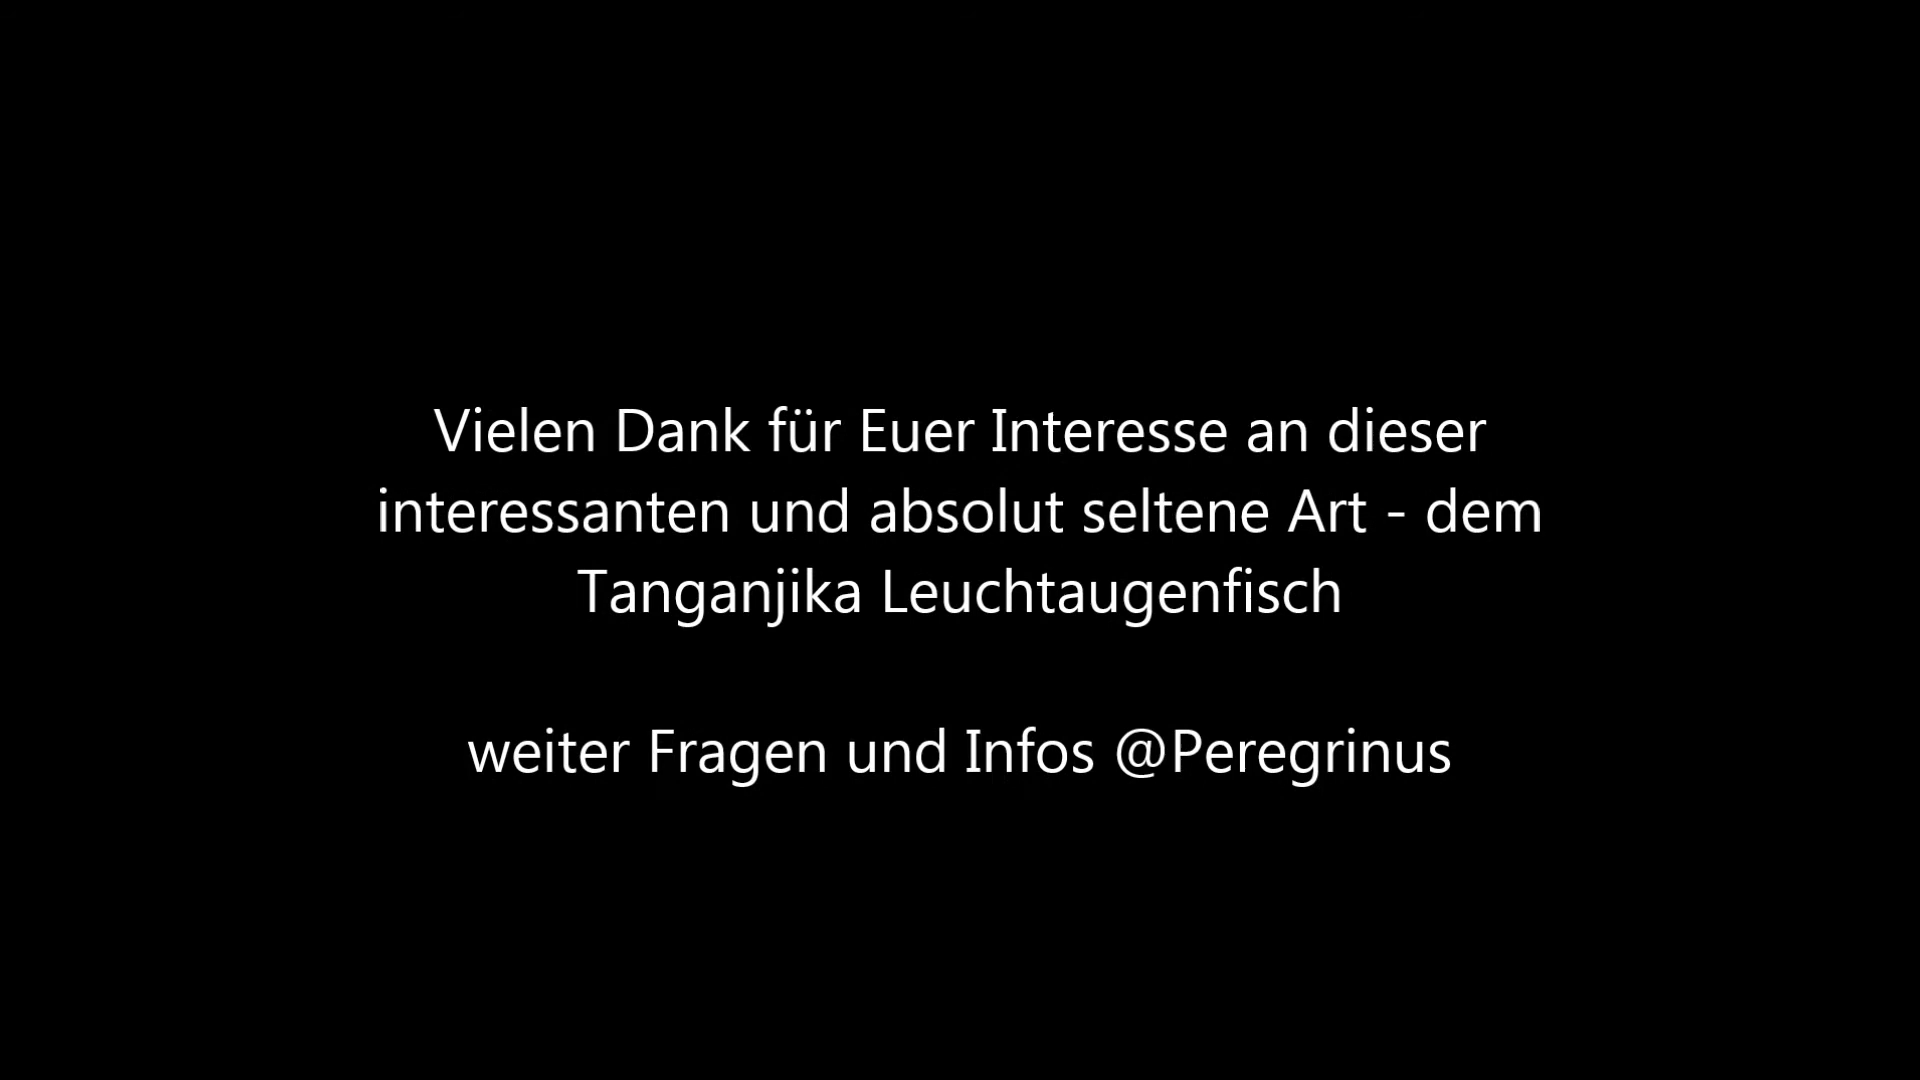 Vielen Dank für Euer Interesse an dieser
interessanten und absolut seltene Art - dem
Tanganjika Leuchtaugenfisch
weiter Fragen und Infos @Peregrinus